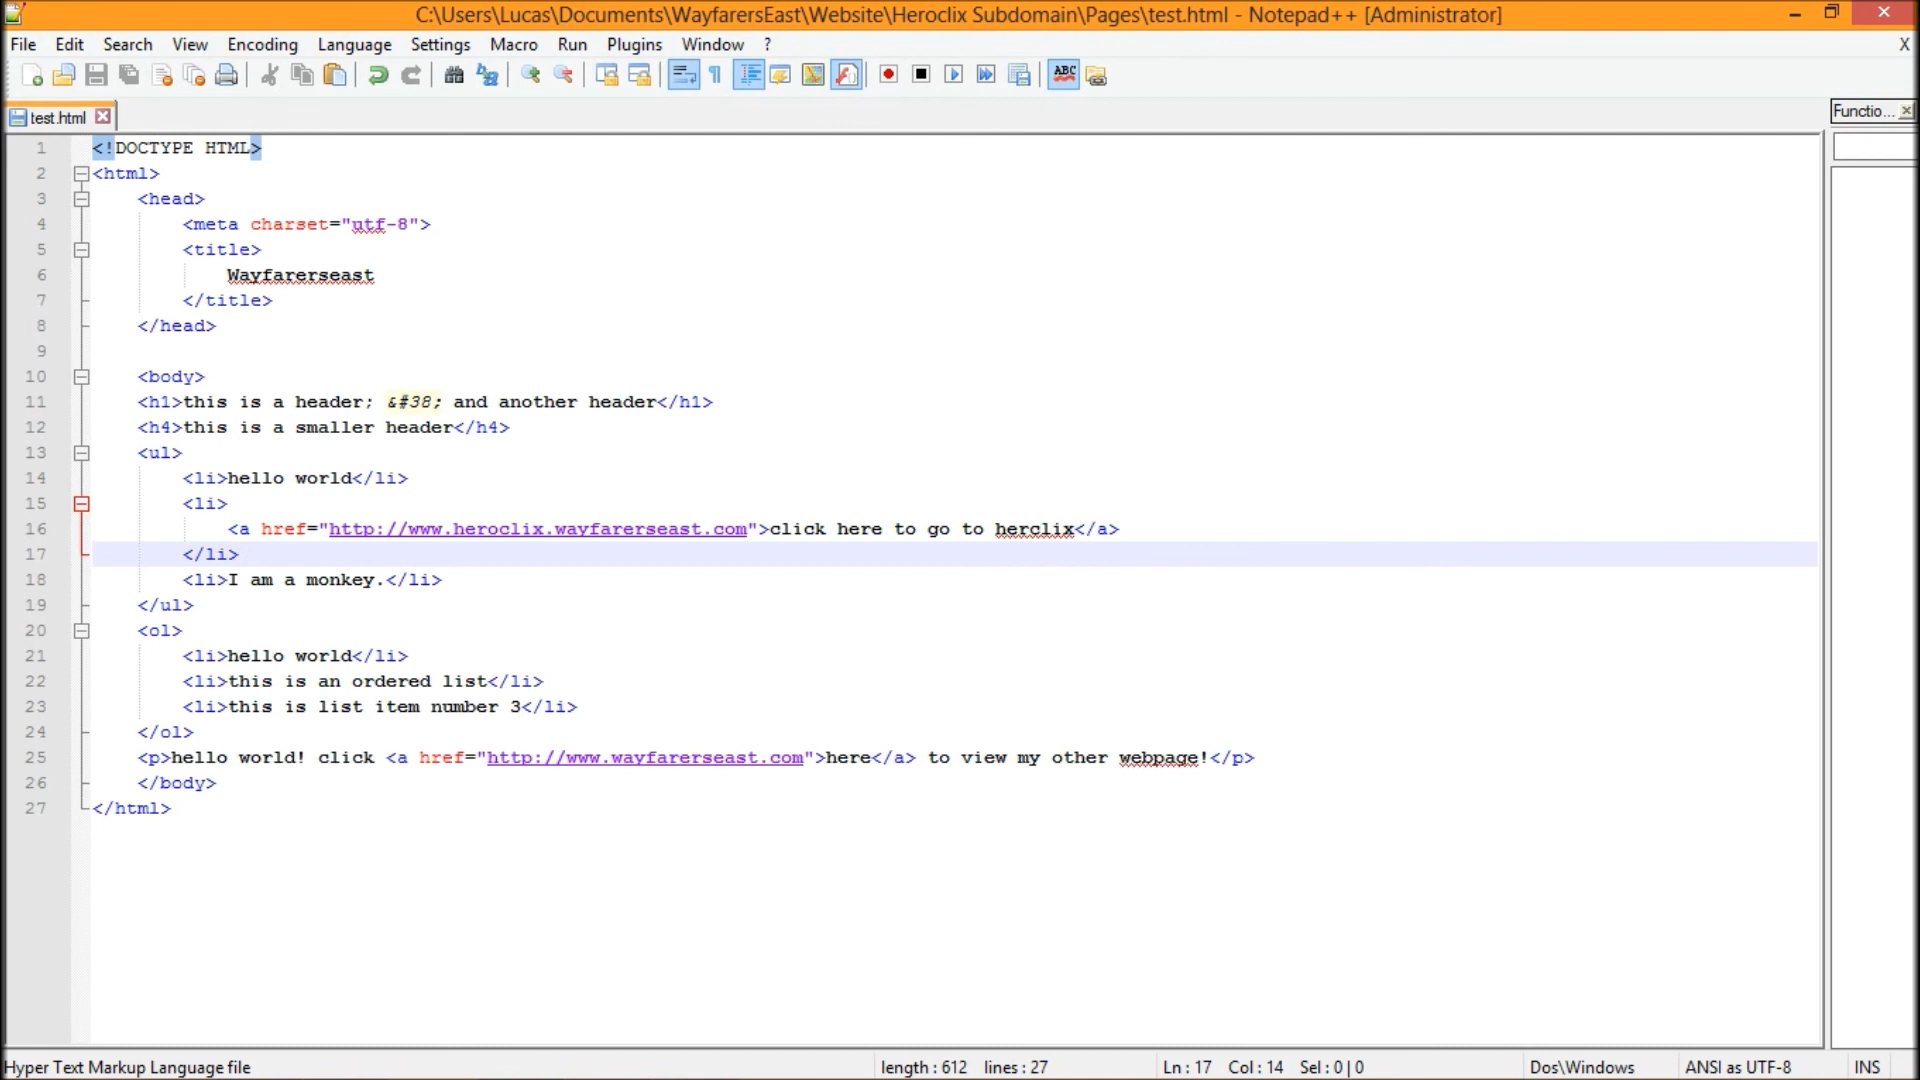 C:\Users\Lucas\Documents\WayfarersEast\Website\Heroclix Subdomain\Pages\test.html - Notepad++ [Administrator]
File Edit Search View Encoding Language Settings Macro Run Plugins Window ? X
ABC
test.html
Functio...
1 <!DOCTYPE HTML>
2 <html>
3 <head>
4 <meta charset="utf-8">
5 <title>
6 Wayfarerseast
7 </title>
8 </head>
9
10 <body>
11 <h1>this is a header; &#38; and another header</h1>
12 <h4>this is a smaller header</h4>
13 <ul>
14 <li>hello world</li>
15 <li>
16 <a href="http://www.heroclix.wayfarerseast.com">click here to go to herclix</a>
17 </li>
18 <li>I am a monkey.</li>
19 </ul>
20 <ol>
21 <li>hello world</li>
22 <li>this is an ordered list</li>
23 <li>this is list item number 3</li>
24 </ol>
25 <p>hello world! click <a href="http://www.wayfarerseast.com">here</a> to view my other webpage!</p>
26 </body>
27 </html>
Hyper Text Markup Language file length : 612 lines : 27 Ln : 17 Col : 14 Sel : 0 | 0 Dos\Windows ANSI as UTF-8 INS